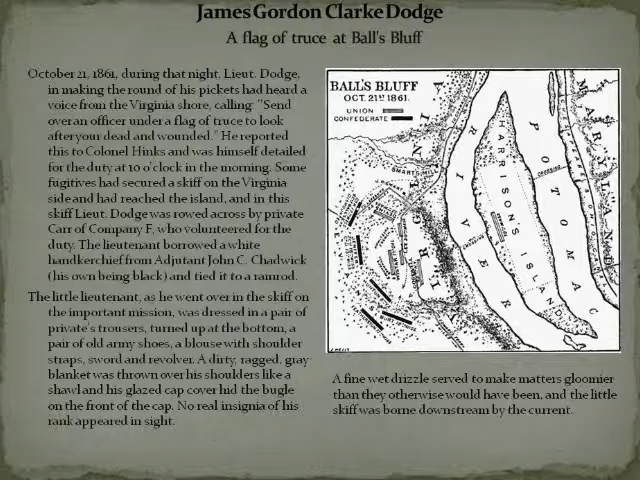 James Gordon Clarke Dodge
A flag of truce at Ball's Bluff
October 21, 1861, during that night, Lieut. Dodge,
in making the round of his pickets had heard a
voice from the Virginia shore, calling: "Send
over an officer under a flag of truce to look
after your dead and wounded." He reported
this to Colonel Hinks and was himself detailed
for the duty at 10 o'clock in the morning. Some
fugitives had secured a skiff on the Virginia
side and had reached the island, and in this
skiff Lieut. Dodge was rowed across by private
Carr of Company F, who volunteered for the
duty. The lieutenant borrowed a white
handkerchief from Adjutant John C. Chadwick
(his own being black) and tied it to a ramrod.
The little lieutenant, as he went over in the skiff on
the important mission, was dressed in a pair of
private's trousers, turned up at the bottom, a
pair of old army shoes, a blouse with shoulder
straps, sword and revolver. A dirty, ragged, gray
blanket was thrown over his shoulders like a
shawl and his glazed cap cover hid the bugle
on the front of the cap. No real insignia of his
rank appeared in sight.
BALL'S BLUFF
OCT. 21ST 1861.
UNION
CONFEDERATE
SMART'S MILL
VIRGINIA
RIVER
HARRISON'S ISLAND
POTOMAC
MARYLAND
CROSSING
A fine wet drizzle served to make matters gloomier
than they otherwise would have been, and the little
skiff was borne downstream by the current.